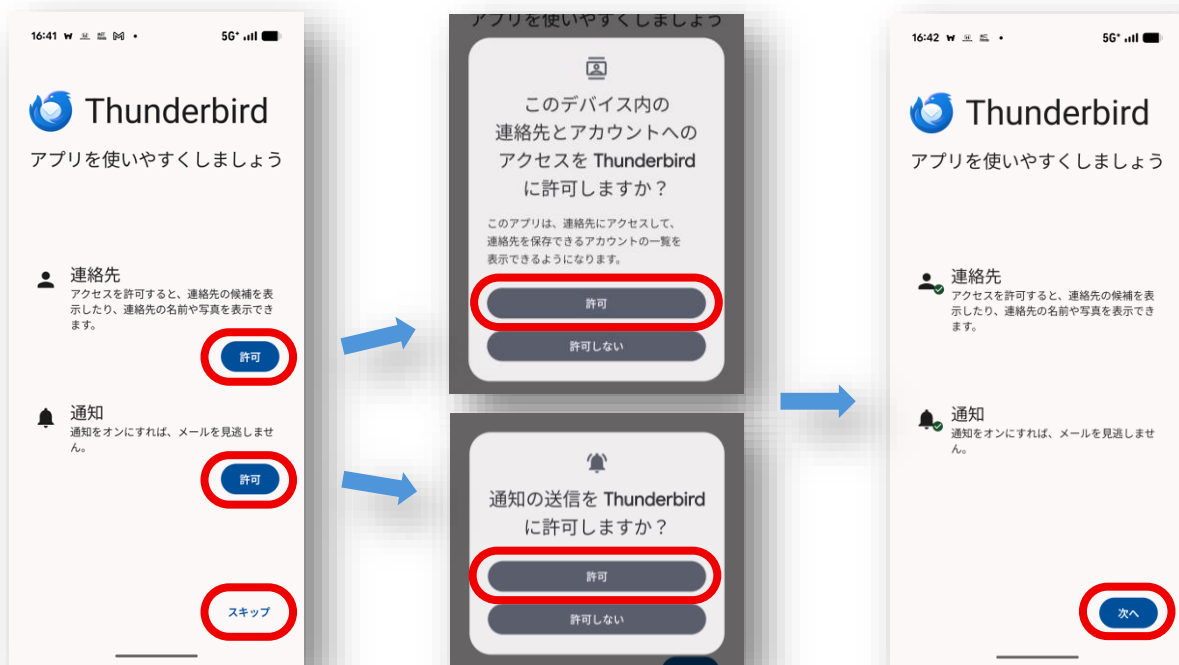 16:41
5G+
Thunderbird
アプリを使いやすくしましょう
連絡先
アクセスを許可すると、連絡先の候補を表
示したり、連絡先の名前や写真を表示でき
ます。
許可
通知
通知をオンにすれば、メールを見逃しませ
ん。
許可
スキップ
アプリを使いやすくしましょう
このデバイス内の
連絡先とアカウントへの
アクセスを Thunderbird
に許可しますか？
このアプリは、連絡先にアクセスして、
連絡先を保存できるアカウントの一覧を
表示できるようになります。
許可
許可しない
通知の送信を Thunderbird
に許可しますか？
許可
許可しない
16:42
5G+
Thunderbird
アプリを使いやすくしましょう
連絡先
アクセスを許可すると、連絡先の候補を表
示したり、連絡先の名前や写真を表示でき
ます。
通知
通知をオンにすれば、メールを見逃しませ
ん。
次へ